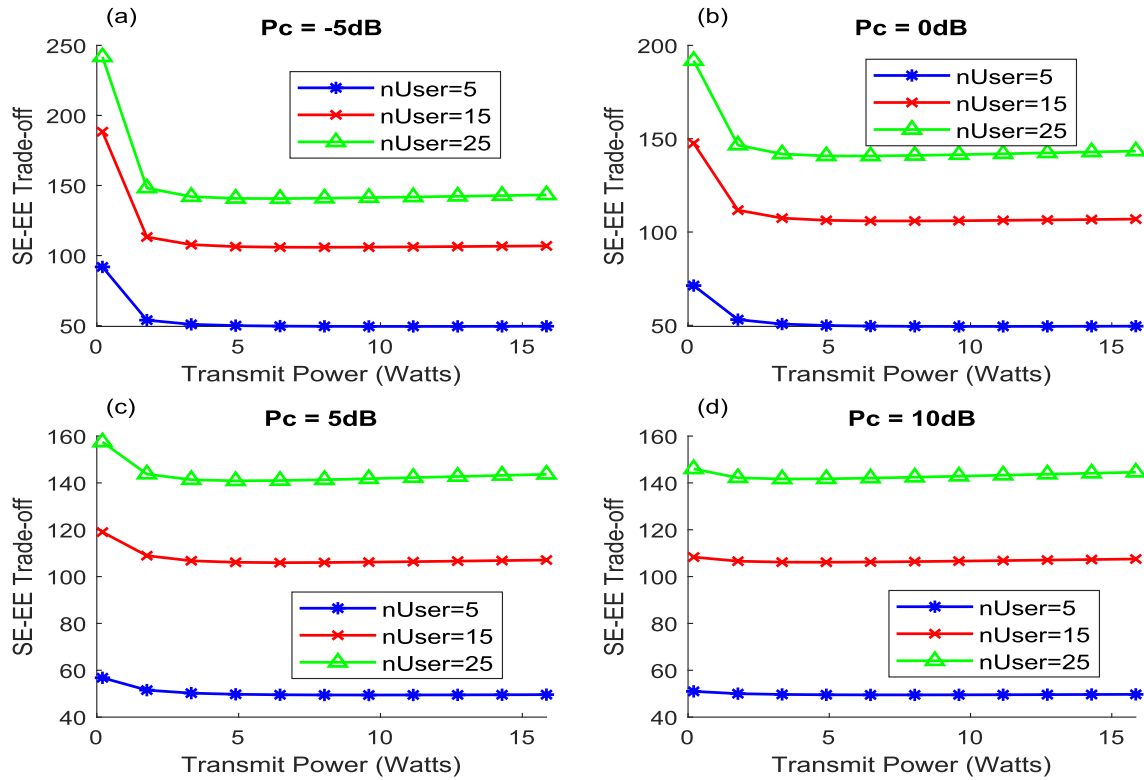 (a)
Pc = -5dB
250
200
150
100
50
0
5
10
15
SE-EE Trade-off
Transmit Power (Watts)
nUser=5
nUser=15
nUser=25
(b)
Pc = 0dB
200
150
100
50
0
5
10
15
SE-EE Trade-off
Transmit Power (Watts)
nUser=5
nUser=15
nUser=25
(c)
Pc = 5dB
160
140
120
100
80
60
40
0
5
10
15
SE-EE Trade-off
Transmit Power (Watts)
nUser=5
nUser=15
nUser=25
(d)
Pc = 10dB
160
140
120
100
80
60
40
0
5
10
15
SE-EE Trade-off
Transmit Power (Watts)
nUser=5
nUser=15
nUser=25